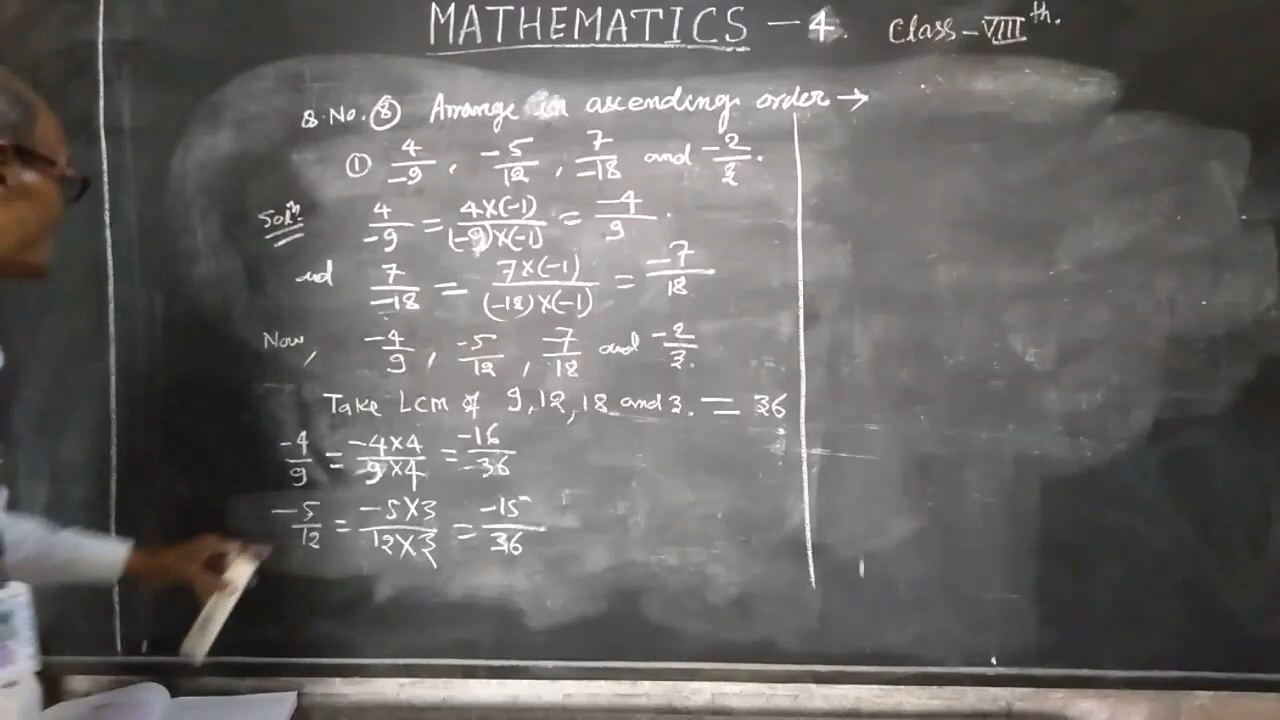 MATHEMATICS - 4. Class - VIII th.
Q.No. (8) Arrange in ascending order →
(1) 4/-9, -5/12, 7/-18 and -2/3.
Solⁿ 4/-9 = 4×(-1)/(-9)×(-1) = -4/9.
and 7/-18 = 7×(-1)/(-18)×(-1) = -7/18
Now, -4/9, -5/12, -7/18 and -2/3.
Take LCM of 9, 12, 18 and 3. = 36
-4/9 = -4×4/9×4 = -16/36
-5/12 = -5×3/12×3 = -15/36